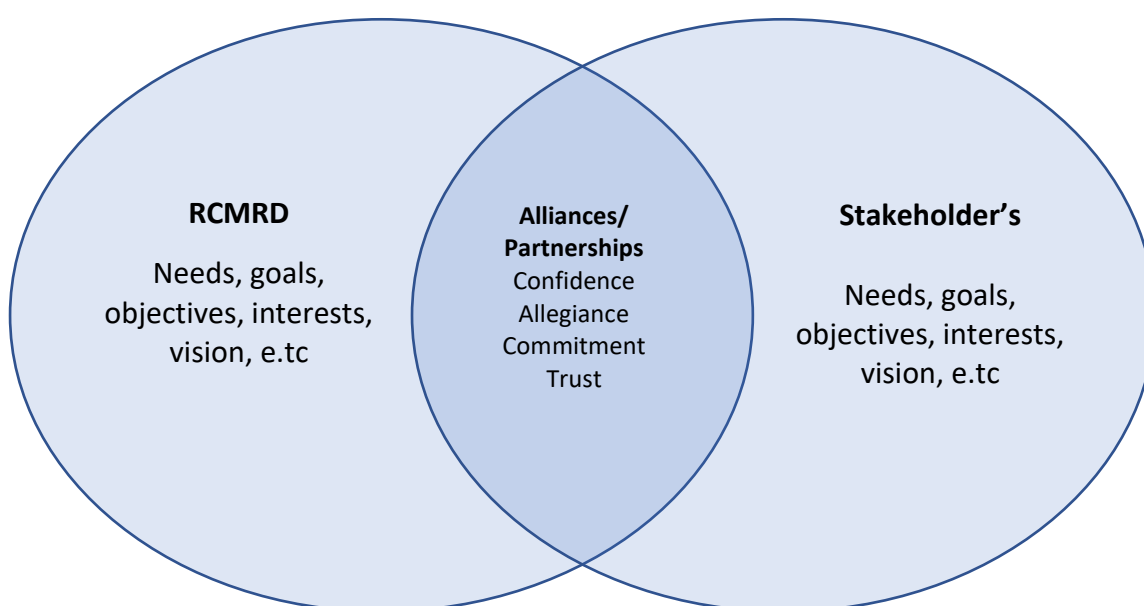 RCMRD
Needs, goals,
objectives, interests,
vision, e.tc
Alliances/
Partnerships
Confidence
Allegiance
Commitment
Trust
Stakeholder’s
Needs, goals,
objectives, interests,
vision, e.tc